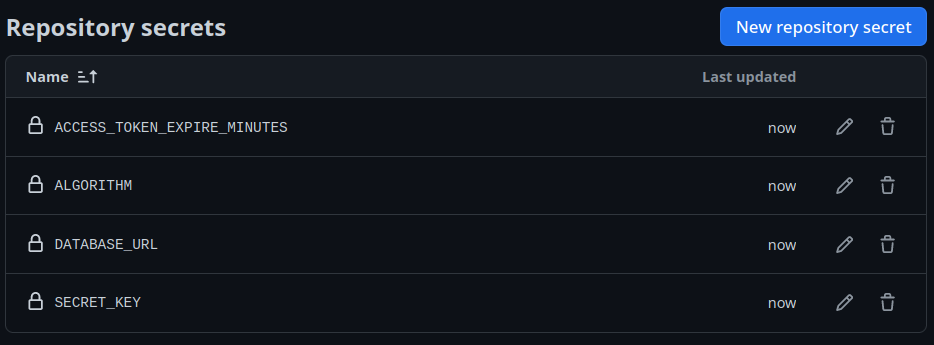 Repository secrets
New repository secret
Name Last updated
ACCESS_TOKEN_EXPIRE_MINUTES now
ALGORITHM now
DATABASE_URL now
SECRET_KEY now